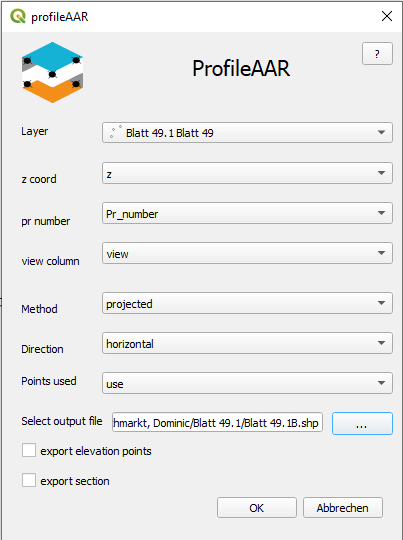 profileAAR
ProfileAAR
?
Layer
Blatt 49.1 Blatt 49
z coord
z
pr number
Pr_number
view column
view
Method
projected
Direction
horizontal
Points used
use
Select output file
hmarkt, Dominic/Blatt 49.1/Blatt 49.1B.shp
...
export elevation points
export section
OK
Abbrechen